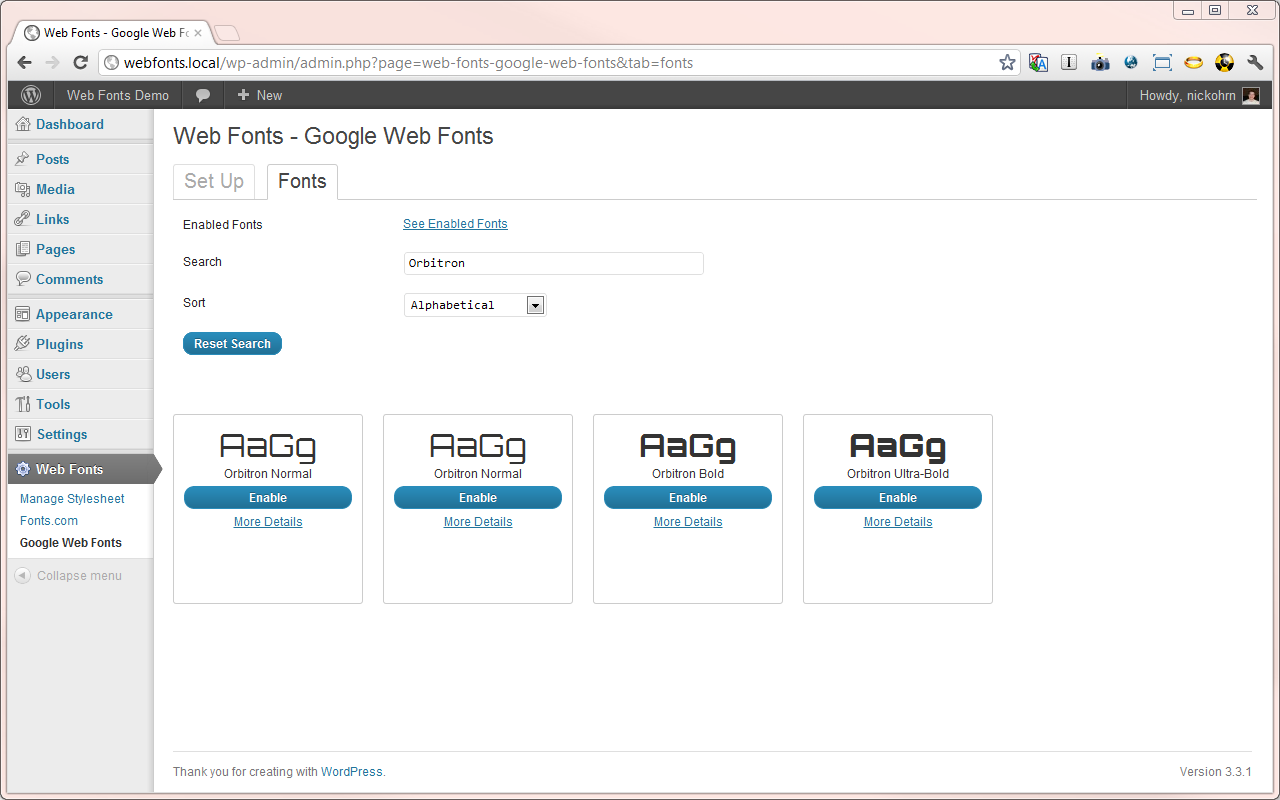 Web Fonts - Google Web Fo
webfonts.local/wp-admin/admin.php?page=web-fonts-google-web-fonts&tab=fonts
Web Fonts Demo
New
Howdy, nickohrn
Dashboard
Posts
Media
Links
Pages
Comments
Appearance
Plugins
Users
Tools
Settings
Web Fonts
Manage Stylesheet
Fonts.com
Google Web Fonts
Collapse menu
Web Fonts - Google Web Fonts
Set Up
Fonts
Enabled Fonts
See Enabled Fonts
Search
Orbitron
Sort
Alphabetical
Reset Search
AaGg
Orbitron Normal
Enable
More Details
AaGg
Orbitron Normal
Enable
More Details
AaGg
Orbitron Bold
Enable
More Details
AaGg
Orbitron Ultra-Bold
Enable
More Details
Thank you for creating with WordPress.
Version 3.3.1